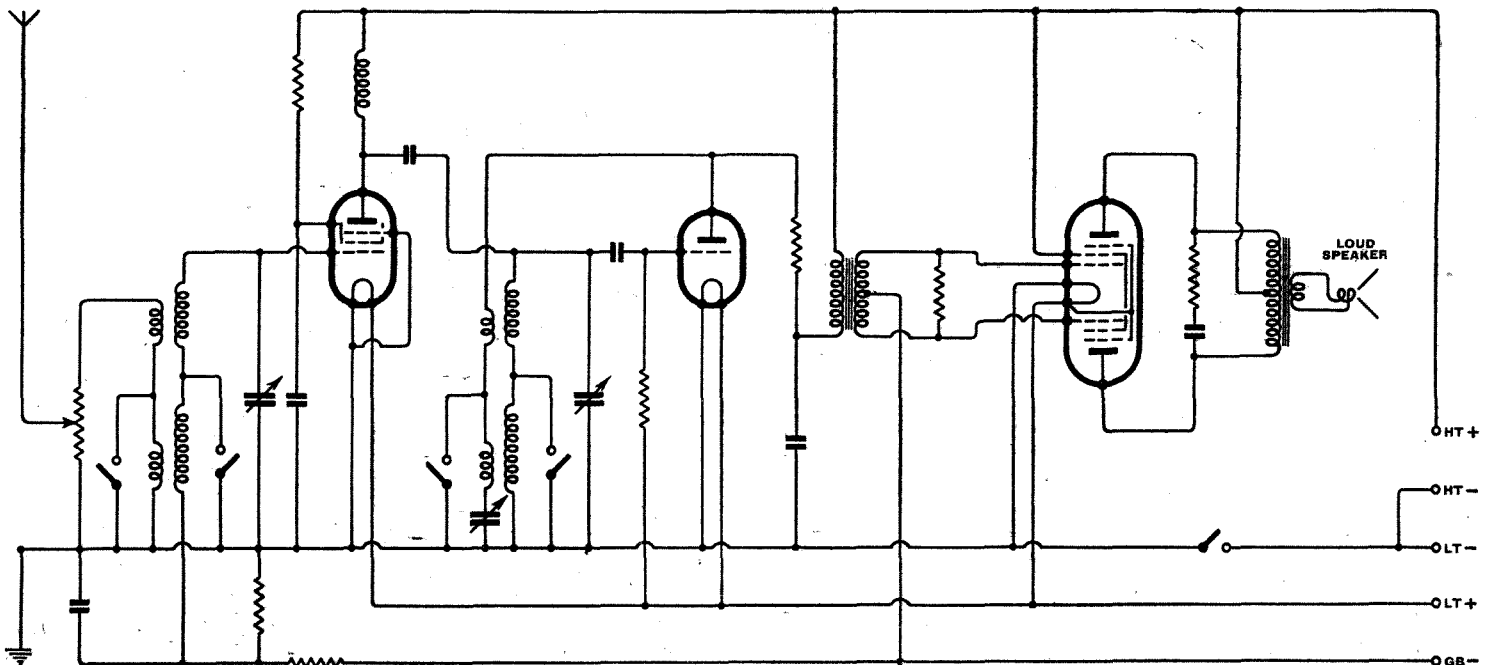 LOUD
SPEAKER
HT +
HT -
LT -
LT +
GB -